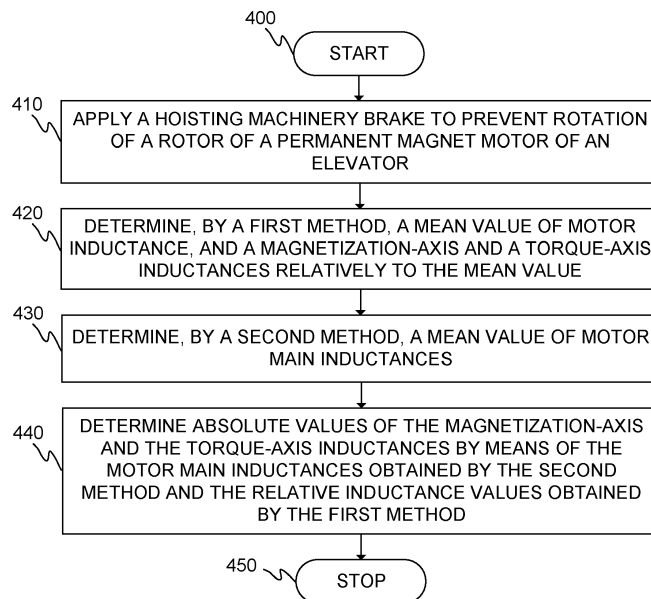 400
START
410
APPLY A HOISTING MACHINERY BRAKE TO PREVENT ROTATION
OF A ROTOR OF A PERMANENT MAGNET MOTOR OF AN
ELEVATOR
420
DETERMINE, BY A FIRST METHOD, A MEAN VALUE OF MOTOR
INDUCTANCE, AND A MAGNETIZATION-AXIS AND A TORQUE-AXIS
INDUCTANCES RELATIVELY TO THE MEAN VALUE
430
DETERMINE, BY A SECOND METHOD, A MEAN VALUE OF MOTOR
MAIN INDUCTANCES
440
DETERMINE ABSOLUTE VALUES OF THE MAGNETIZATION-AXIS
AND THE TORQUE-AXIS INDUCTANCES BY MEANS OF THE
MOTOR MAIN INDUCTANCES OBTAINED BY THE SECOND
METHOD AND THE RELATIVE INDUCTANCE VALUES OBTAINED
BY THE FIRST METHOD
450
STOP